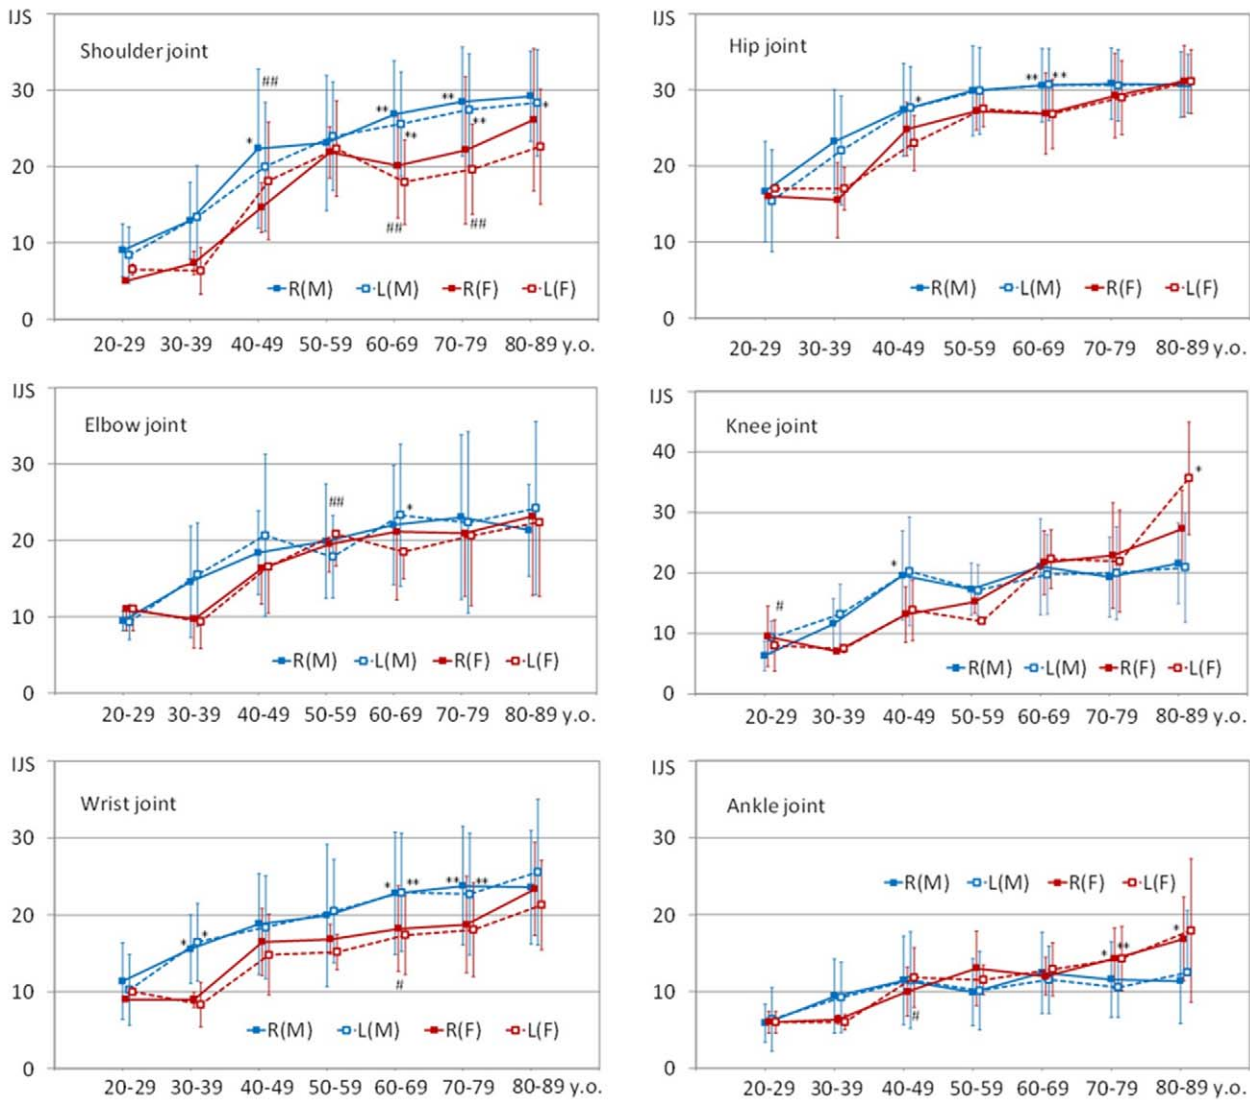 IJS
Shoulder joint
30
20
10
0
* ## ** ** ** ** * ## ##
R(M) L(M) R(F) L(F)
20-29 30-39 40-49 50-59 60-69 70-79 80-89 y.o.
IJS
Hip joint
30
20
10
0
* ** **
R(M) L(M) R(F) L(F)
20-29 30-39 40-49 50-59 60-69 70-79 80-89 y.o.
IJS
Elbow joint
30
20
10
0
## *
R(M) L(M) R(F) L(F)
20-29 30-39 40-49 50-59 60-69 70-79 80-89 y.o.
IJS
Knee joint
40
30
20
10
0
# * *
R(M) L(M) R(F) L(F)
20-29 30-39 40-49 50-59 60-69 70-79 80-89 y.o.
IJS
Wrist joint
30
20
10
0
* * * ** ** ** #
R(M) L(M) R(F) L(F)
20-29 30-39 40-49 50-59 60-69 70-79 80-89 y.o.
IJS
Ankle joint
30
20
10
0
R(M) L(M) R(F) L(F)
# * ** *
20-29 30-39 40-49 50-59 60-69 70-79 80-89 y.o.